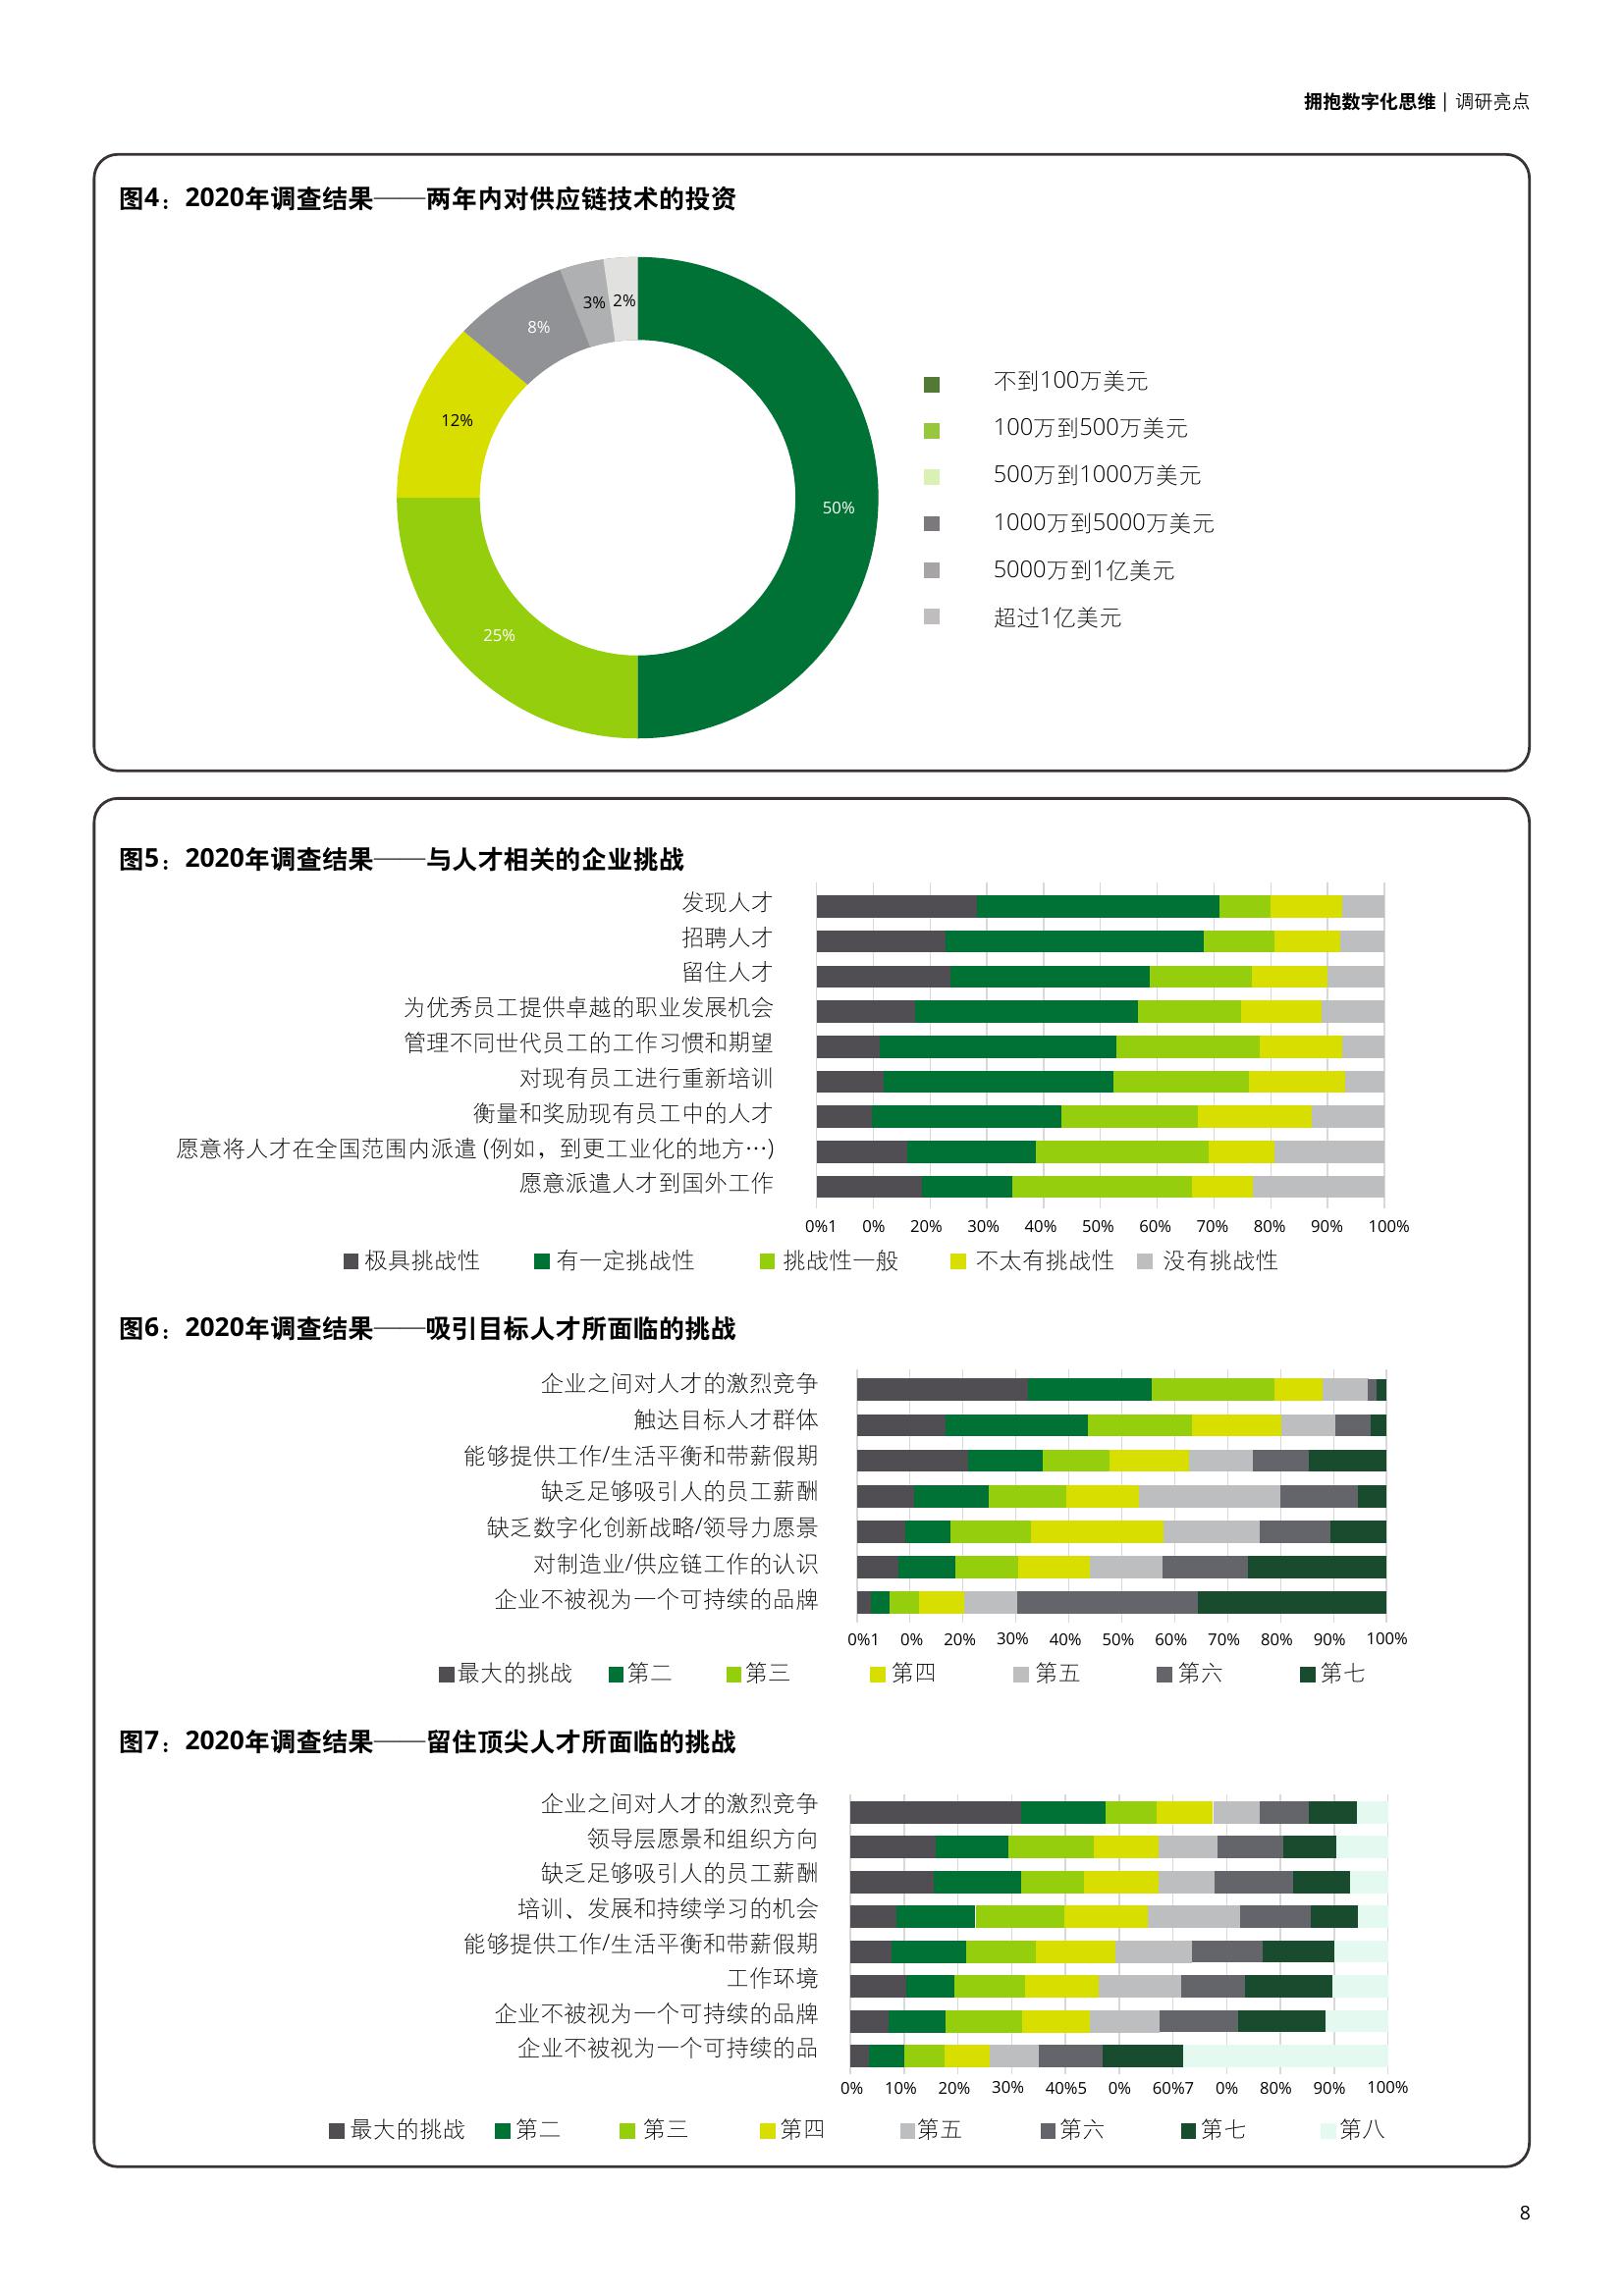 拥抱数字化思维 | 调研亮点
图4：2020年调查结果——两年内对供应链技术的投资
3% 2%
8%
12%
50%
25%
不到100万美元
100万到500万美元
500万到1000万美元
1000万到5000万美元
5000万到1亿美元
超过1亿美元
图5：2020年调查结果——与人才相关的企业挑战
发现人才
招聘人才
留住人才
为优秀员工提供卓越的职业发展机会
管理不同世代员工的工作习惯和期望
对现有员工进行重新培训
衡量和奖励现有员工中的人才
愿意将人才在全国范围内派遣 (例如，到更工业化的地方…)
愿意派遣人才到国外工作
0%1 0% 20% 30% 40% 50% 60% 70% 80% 90% 100%
极具挑战性 有一定挑战性 挑战性一般 不太有挑战性 没有挑战性
图6：2020年调查结果——吸引目标人才所面临的挑战
企业之间对人才的激烈竞争
触达目标人才群体
能够提供工作/生活平衡和带薪假期
缺乏足够吸引人的员工薪酬
缺乏数字化创新战略/领导力愿景
对制造业/供应链工作的认识
企业不被视为一个可持续的品牌
0%1 0% 20% 30% 40% 50% 60% 70% 80% 90% 100%
最大的挑战 第二 第三 第四 第五 第六 第七
图7：2020年调查结果——留住顶尖人才所面临的挑战
企业之间对人才的激烈竞争
领导层愿景和组织方向
缺乏足够吸引人的员工薪酬
培训、发展和持续学习的机会
能够提供工作/生活平衡和带薪假期
工作环境
企业不被视为一个可持续的品牌
企业不被视为一个可持续的品
0% 10% 20% 30% 40%5 0% 60%7 0% 80% 90% 100%
最大的挑战 第二 第三 第四 第五 第六 第七 第八
8